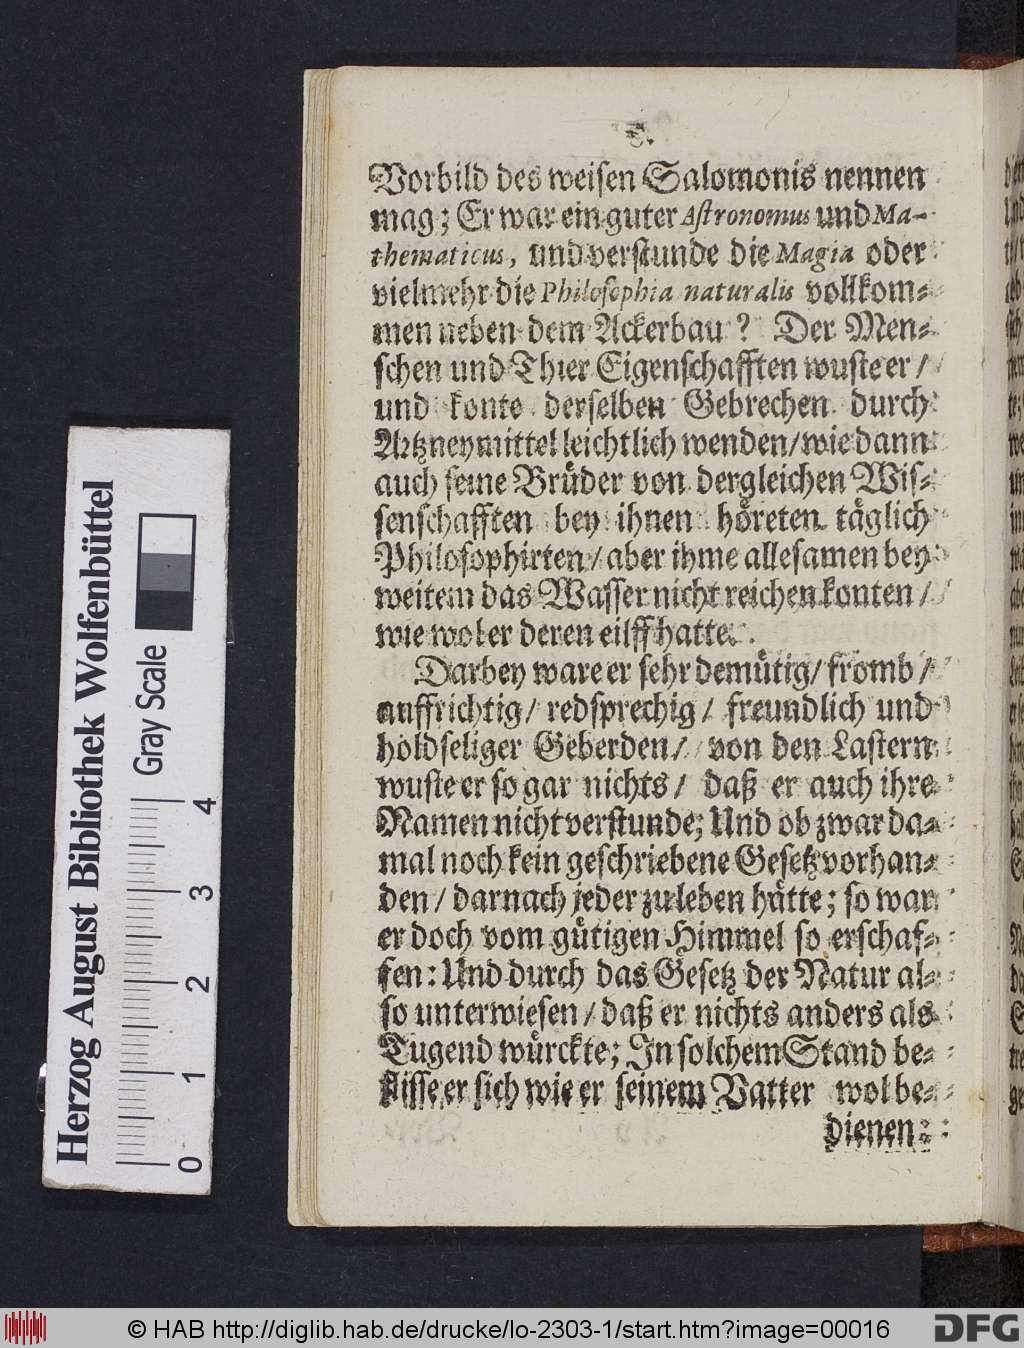 Vorbild des weisen Salomonis nennen
mag; Er war ein guter Astronomus und Ma-
thematicus, und verstunde die Magia oder
vielmehr die Philosophia naturalis vollkom-
men neben dem Ackerbau? Der Men-
schen und Thier Eigenschafften wuste er /
und konte derselben Gebrechen durch
Artzneymittel leichtlich wenden / wie dann
auch seine Brüder von dergleichen Wis-
senschafften bey ihnen höreten täglich
Philosophirten / aber ihme allesamen bey
weitem das Wasser nicht reichen konten /
wie wol er deren eilff hatte.
Darbey ware er sehr demütig / fromb /
auffrichtig / redsprechig / freundlich und
holdseliger Geberden / von den Lastern
wuste er so gar nichts / daß er auch ihre
Namen nicht verstunde; Und ob zwar da-
mal noch kein geschriebene Gesetz vorhan-
den / darnach jeder zu leben hätte; so war
er doch vom gütigen Himmel so erschaf-
fen: Und durch das Gesetz der Natur al-
so unterwiesen / daß er nichts anders als
Tugend würckte; In solchem Stand be-
flisse er sich wie er seinem Vatter wol be-
dienen
Herzog August Bibliothek Wolfenbüttel
Gray Scale
0 1 2 3 4
© HAB http://diglib.hab.de/drucke/lo-2303-1/start.htm?image=00016
DFG